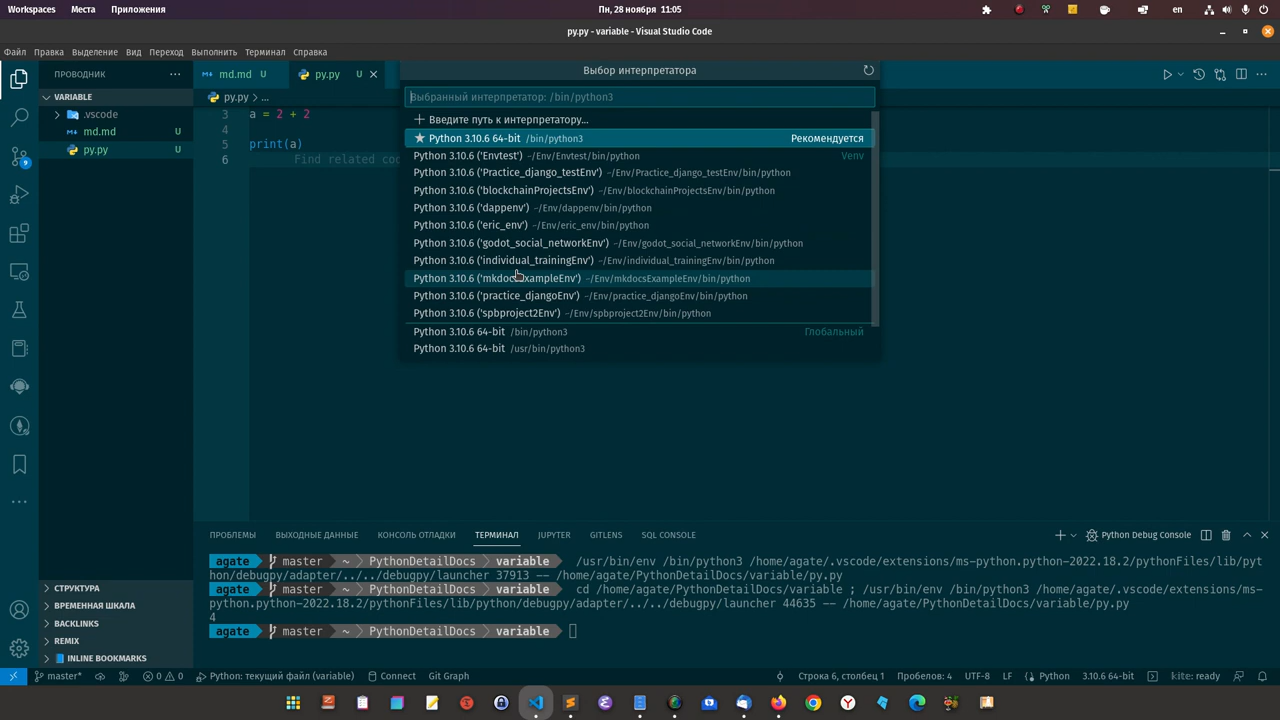 Workspaces Места Приложения Пн, 28 ноября 11:05 en
py.py - variable - Visual Studio Code
Файл Правка Выделение Вид Переход Выполнить Терминал Справка
ПРОВОДНИК ··· md.md U py.py U
VARIABLE
.vscode
md.md U
py.py U
py.py > ...
3 a = 2 + 2
4
5 print(a)
6 Find related cod
Выбор интерпретатора
Выбранный интерпретатор: /bin/python3
Введите путь к интерпретатору...
Python 3.10.6 64-bit /bin/python3 Рекомендуется
Python 3.10.6 ('Envtest') ~/Env/Envtest/bin/python Venv
Python 3.10.6 ('Practice_django_testEnv') ~/Env/Practice_django_testEnv/bin/python
Python 3.10.6 ('blockchainProjectsEnv') ~/Env/blockchainProjectsEnv/bin/python
Python 3.10.6 ('dappenv') ~/Env/dappenv/bin/python
Python 3.10.6 ('eric_env') ~/Env/eric_env/bin/python
Python 3.10.6 ('godot_social_networkEnv') ~/Env/godot_social_networkEnv/bin/python
Python 3.10.6 ('individual_trainingEnv') ~/Env/individual_trainingEnv/bin/python
Python 3.10.6 ('mkdocsExampleEnv') ~/Env/mkdocsExampleEnv/bin/python
Python 3.10.6 ('practice_djangoEnv') ~/Env/practice_djangoEnv/bin/python
Python 3.10.6 ('spbproject2Env') ~/Env/spbproject2Env/bin/python
Python 3.10.6 64-bit /bin/python3 Глобальный
Python 3.10.6 64-bit /usr/bin/python3
9
СТРУКТУРА
ВРЕМЕННАЯ ШКАЛА
BACKLINKS
REMIX
INLINE BOOKMARKS
ПРОБЛЕМЫ ВЫХОДНЫЕ ДАННЫЕ КОНСОЛЬ ОТЛАДКИ ТЕРМИНАЛ JUPYTER GITLENS SQL CONSOLE Python Debug Console
agate master ~ PythonDetailDocs variable /usr/bin/env /bin/python3 /home/agate/.vscode/extensions/ms-python.python-2022.18.2/pythonFiles/lib/pyt
hon/debugpy/adapter/../../debugpy/launcher 37913 -- /home/agate/PythonDetailDocs/variable/py.py
agate master ~ PythonDetailDocs variable cd /home/agate/PythonDetailDocs/variable ; /usr/bin/env /bin/python3 /home/agate/.vscode/extensions/ms-
python.python-2022.18.2/pythonFiles/lib/python/debugpy/adapter/../../debugpy/launcher 44635 -- /home/agate/PythonDetailDocs/variable/py.py
4
agate master ~ PythonDetailDocs variable
master* 0 0 Python: текущий файл (variable) Connect Git Graph Строка 6, столбец 1 Пробелов: 4 UTF-8 LF Python 3.10.6 64-bit kite: ready